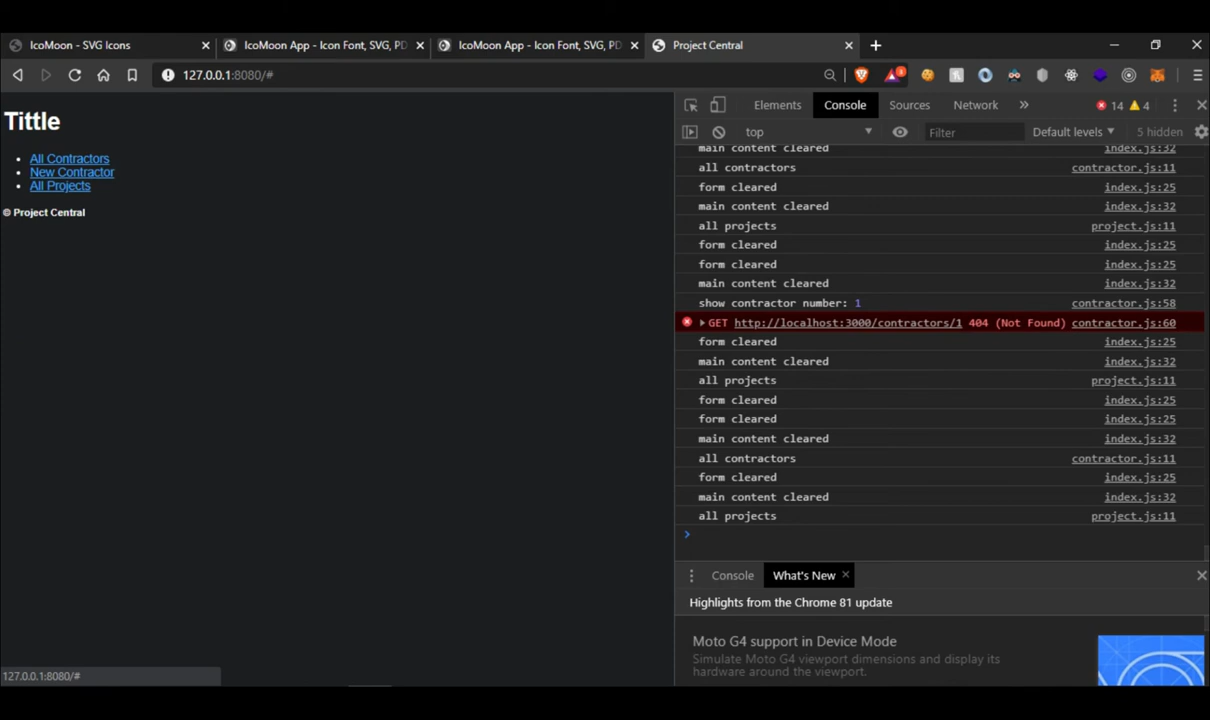 IcoMoon - SVG Icons
IcoMoon App - Icon Font, SVG, PD
IcoMoon App - Icon Font, SVG, PD
Project Central
127.0.0.1:8080/#
3
Tittle
All Contractors
New Contractor
All Projects
© Project Central
127.0.0.1:8080/#
Elements Console Sources Network » 14 4
top Filter Default levels 5 hidden
main content cleared index.js:32
all contractors contractor.js:11
form cleared index.js:25
main content cleared index.js:32
all projects project.js:11
form cleared index.js:25
form cleared index.js:25
main content cleared index.js:32
show contractor number: 1 contractor.js:58
GET http://localhost:3000/contractors/1 404 (Not Found) contractor.js:60
form cleared index.js:25
main content cleared index.js:32
all projects project.js:11
form cleared index.js:25
form cleared index.js:25
main content cleared index.js:32
all contractors contractor.js:11
form cleared index.js:25
main content cleared index.js:32
all projects project.js:11
Console What's New
Highlights from the Chrome 81 update
Moto G4 support in Device Mode
Simulate Moto G4 viewport dimensions and display its
hardware around the viewport.